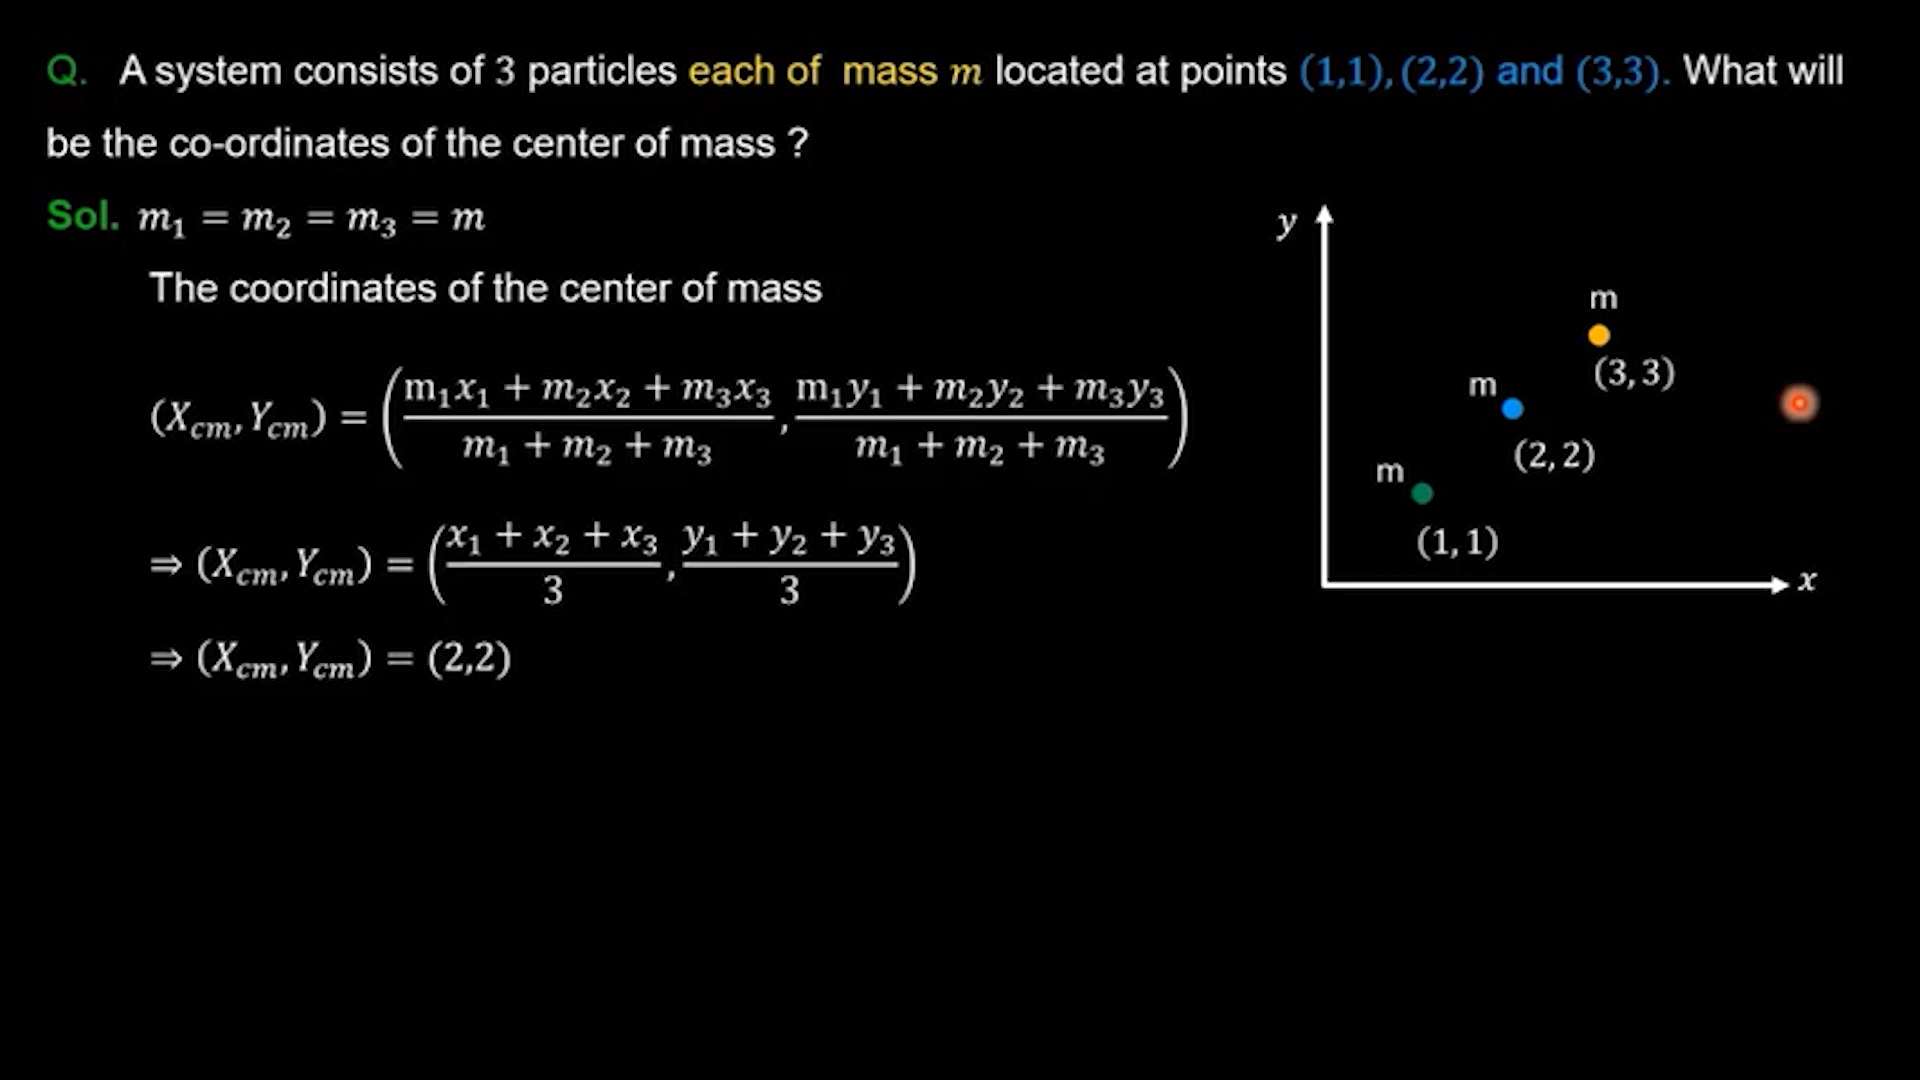 Q. A system consists of 3 particles each of mass m located at points (1,1), (2,2) and (3,3). What will
be the co-ordinates of the center of mass ?
Sol. m₁ = m₂ = m₃ = m
The coordinates of the center of mass
(X_cm, Y_cm) = ((m₁x₁ + m₂x₂ + m₃x₃)/(m₁ + m₂ + m₃), (m₁y₁ + m₂y₂ + m₃y₃)/(m₁ + m₂ + m₃))
⇒ (X_cm, Y_cm) = ((x₁ + x₂ + x₃)/3, (y₁ + y₂ + y₃)/3)
⇒ (X_cm, Y_cm) = (2,2)
y
m
(3, 3)
m
(2, 2)
m
(1, 1)
x